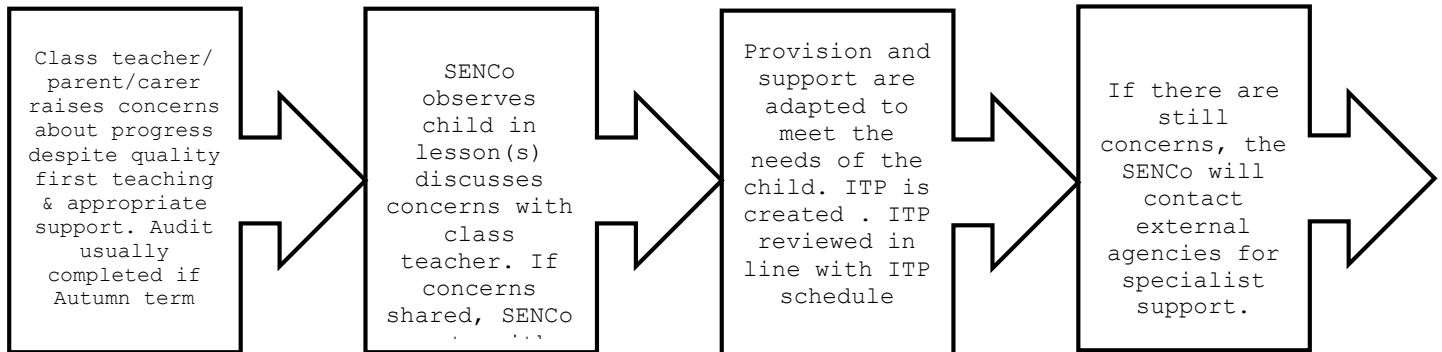 Class teacher/
parent/carer
raises concerns
about progress
despite quality
first teaching
& appropriate
support. Audit
usually
completed if
Autumn term
SENCo
observes
child in
lesson(s)
discusses
concerns with
class
teacher. If
concerns
shared, SENCo
Provision and
support are
adapted to
meet the
needs of the
child. ITP is
created . ITP
reviewed in
line with ITP
schedule
If there are
still
concerns, the
SENCo will
contact
external
agencies for
specialist
support.